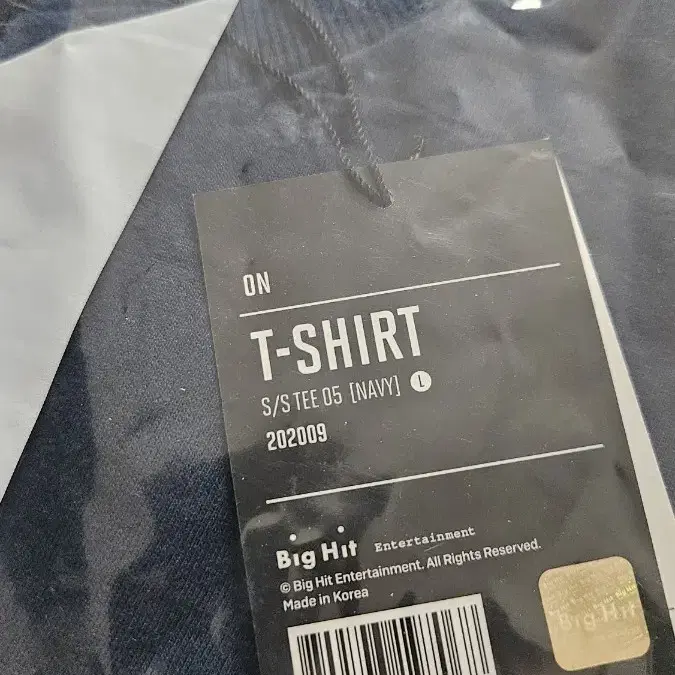 ON
T-SHIRT
S/S TEE 05 [NAVY] L
202009
Big Hit Entertainment
© Big Hit Entertainment. All Rights Reserved.
Made in Korea
Big Hit